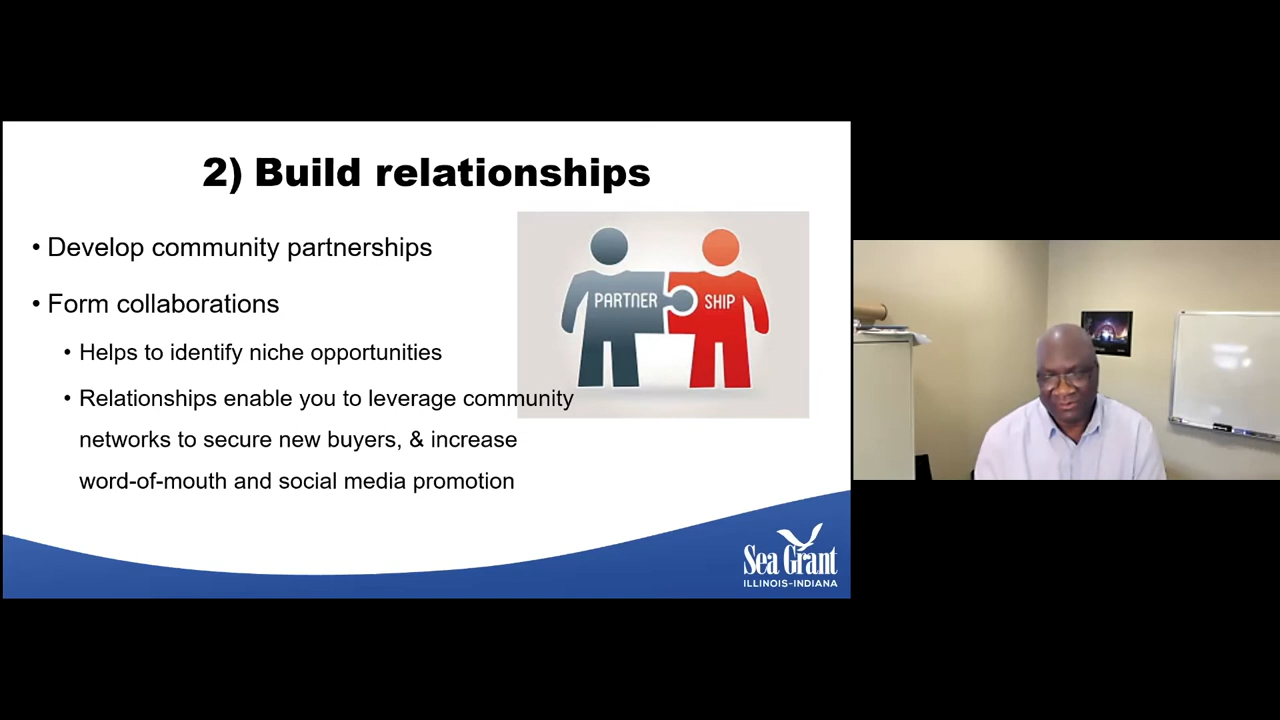 2) Build relationships
• Develop community partnerships
• Form collaborations
• Helps to identify niche opportunities
• Relationships enable you to leverage community
networks to secure new buyers, & increase
word-of-mouth and social media promotion
PARTNER SHIP
Sea Grant
ILLINOIS-INDIANA